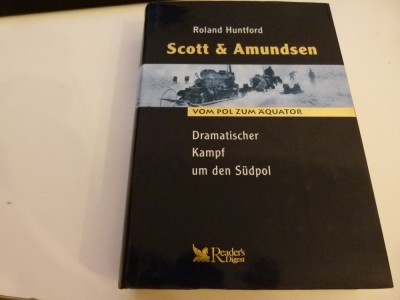 Roland Huntford
Scott & Amundsen
VOM POL ZUM ÄQUATOR
Dramatischer
Kampf
um den Südpol
Reader's
Digest